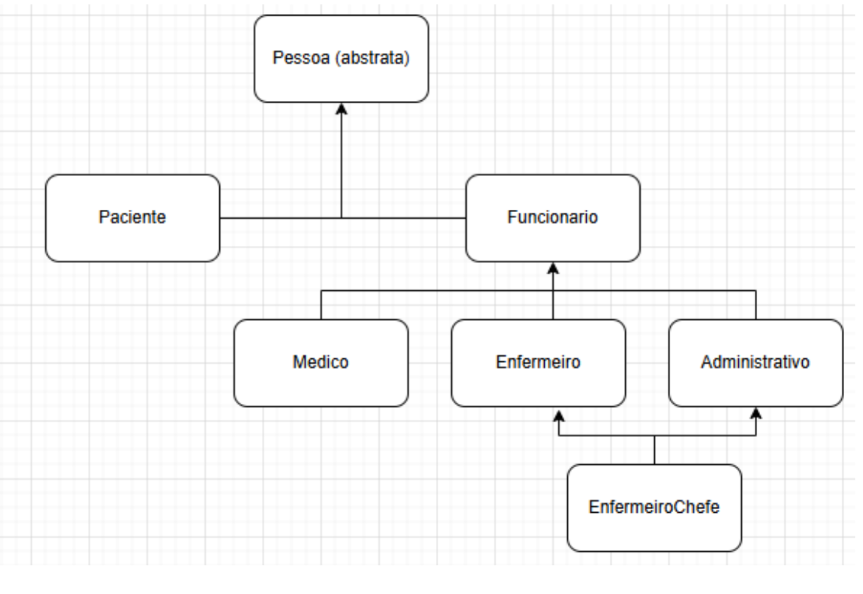 Pessoa (abstrata)
Paciente
Funcionario
Medico
Enfermeiro
Administrativo
EnfermeiroChefe